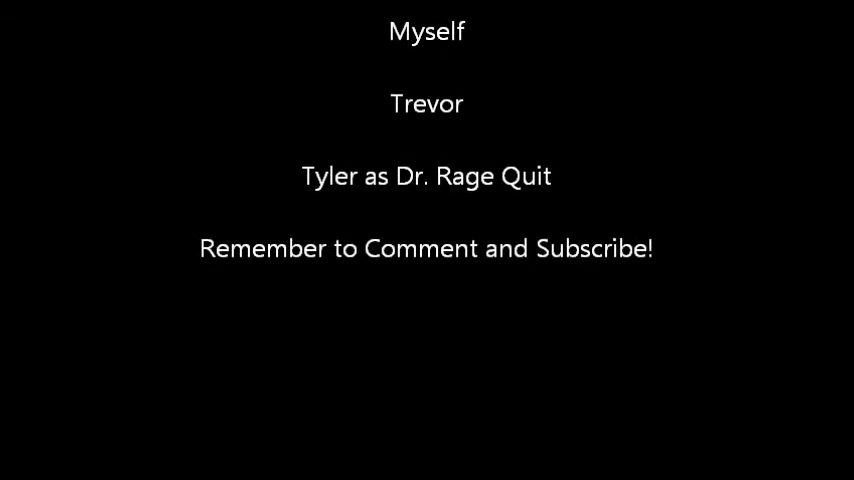 Myself
Trevor
Tyler as Dr. Rage Quit
Remember to Comment and Subscribe!